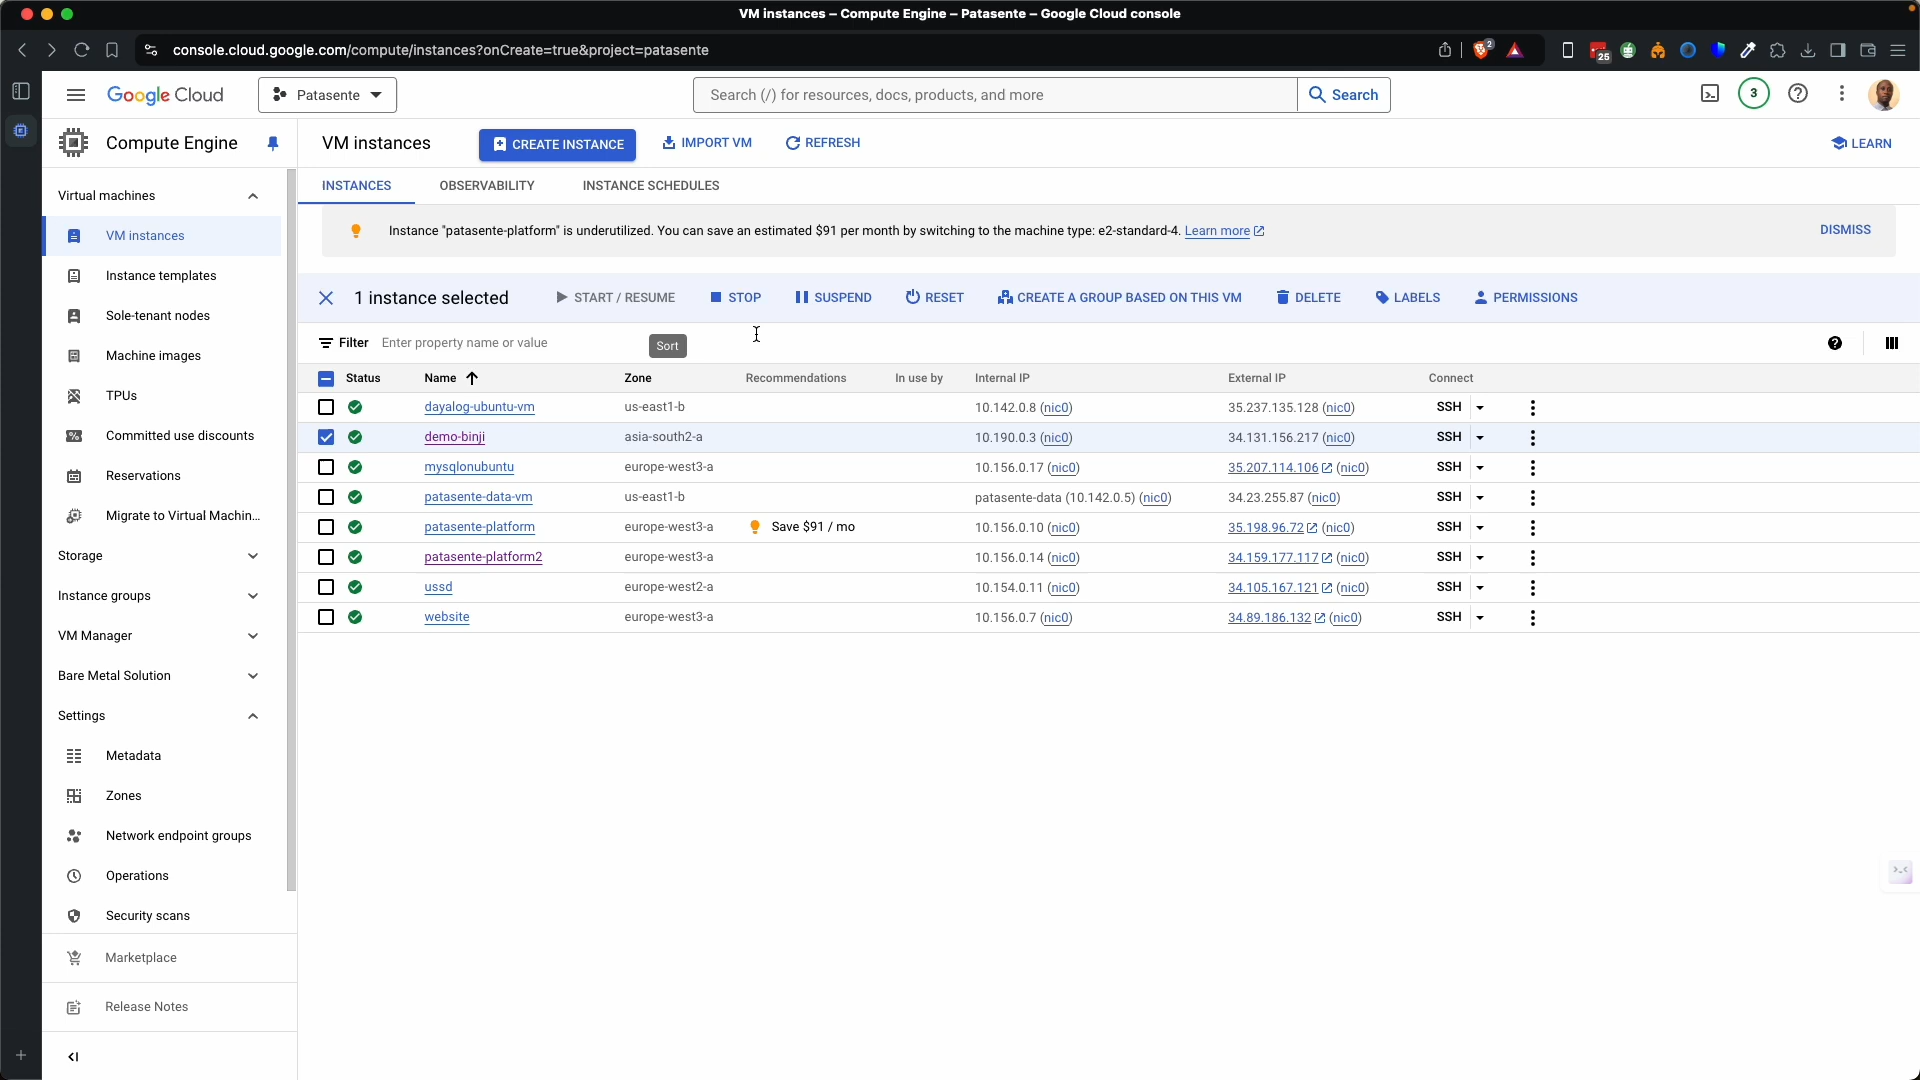 VM instances – Compute Engine – Patasente – Google Cloud console
console.cloud.google.com/compute/instances?onCreate=true&project=patasente
2
25
Google Cloud
Patasente
Search (/) for resources, docs, products, and more
Search
3
Compute Engine
VM instances
CREATE INSTANCE
IMPORT VM
REFRESH
LEARN
INSTANCES
OBSERVABILITY
INSTANCE SCHEDULES
Instance "patasente-platform" is underutilized. You can save an estimated $91 per month by switching to the machine type: e2-standard-4. Learn more
DISMISS
1 instance selected
START / RESUME
STOP
SUSPEND
RESET
CREATE A GROUP BASED ON THIS VM
DELETE
LABELS
PERMISSIONS
Filter
Enter property name or value
Sort
Status Name Zone Recommendations In use by Internal IP External IP Connect
dayalog-ubuntu-vm us-east1-b 10.142.0.8 (nic0) 35.237.135.128 (nic0) SSH
demo-binji asia-south2-a 10.190.0.3 (nic0) 34.131.156.217 (nic0) SSH
mysqlonubuntu europe-west3-a 10.156.0.17 (nic0) 35.207.114.106 (nic0) SSH
patasente-data-vm us-east1-b patasente-data (10.142.0.5) (nic0) 34.23.255.87 (nic0) SSH
patasente-platform europe-west3-a Save $91 / mo 10.156.0.10 (nic0) 35.198.96.72 (nic0) SSH
patasente-platform2 europe-west3-a 10.156.0.14 (nic0) 34.159.177.117 (nic0) SSH
ussd europe-west2-a 10.154.0.11 (nic0) 34.105.167.121 (nic0) SSH
website europe-west3-a 10.156.0.7 (nic0) 34.89.186.132 (nic0) SSH
Virtual machines
VM instances
Instance templates
Sole-tenant nodes
Machine images
TPUs
Committed use discounts
Reservations
Migrate to Virtual Machin...
Storage
Instance groups
VM Manager
Bare Metal Solution
Settings
Metadata
Zones
Network endpoint groups
Operations
Security scans
Marketplace
Release Notes